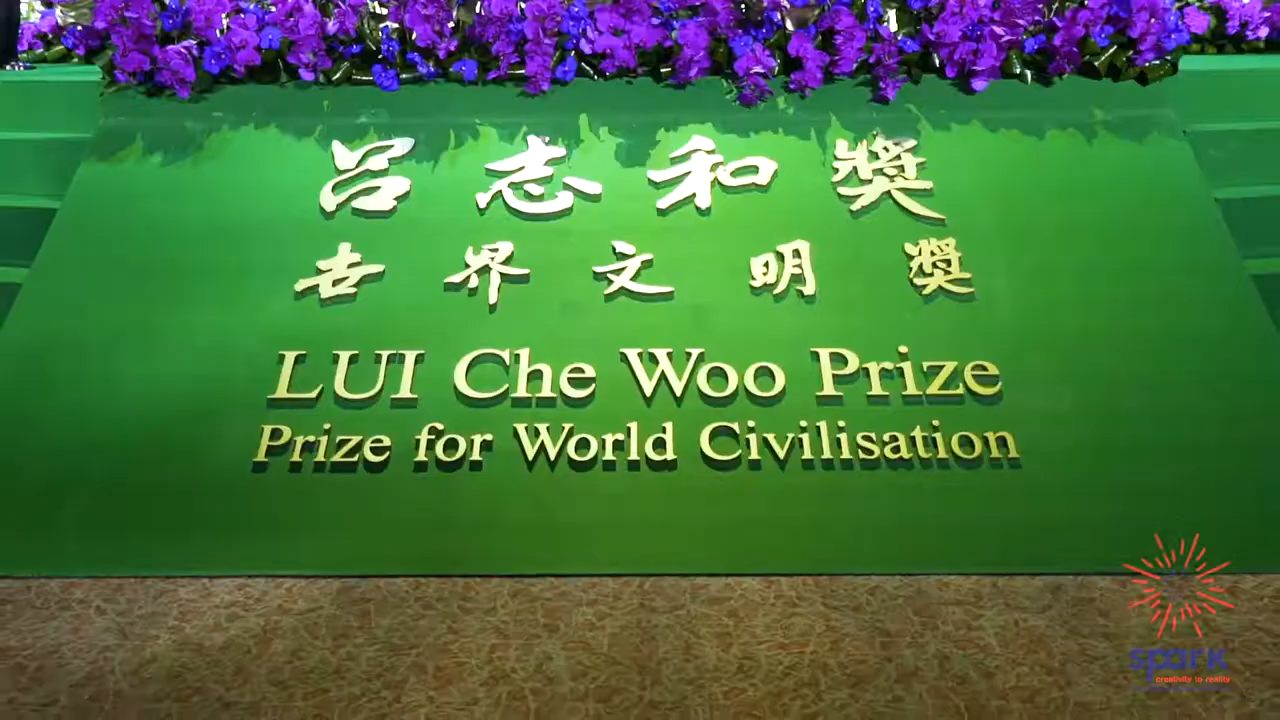 呂志和獎
世界文明獎
LUI Che Woo Prize
Prize for World Civilisation
spark
creativity to reality